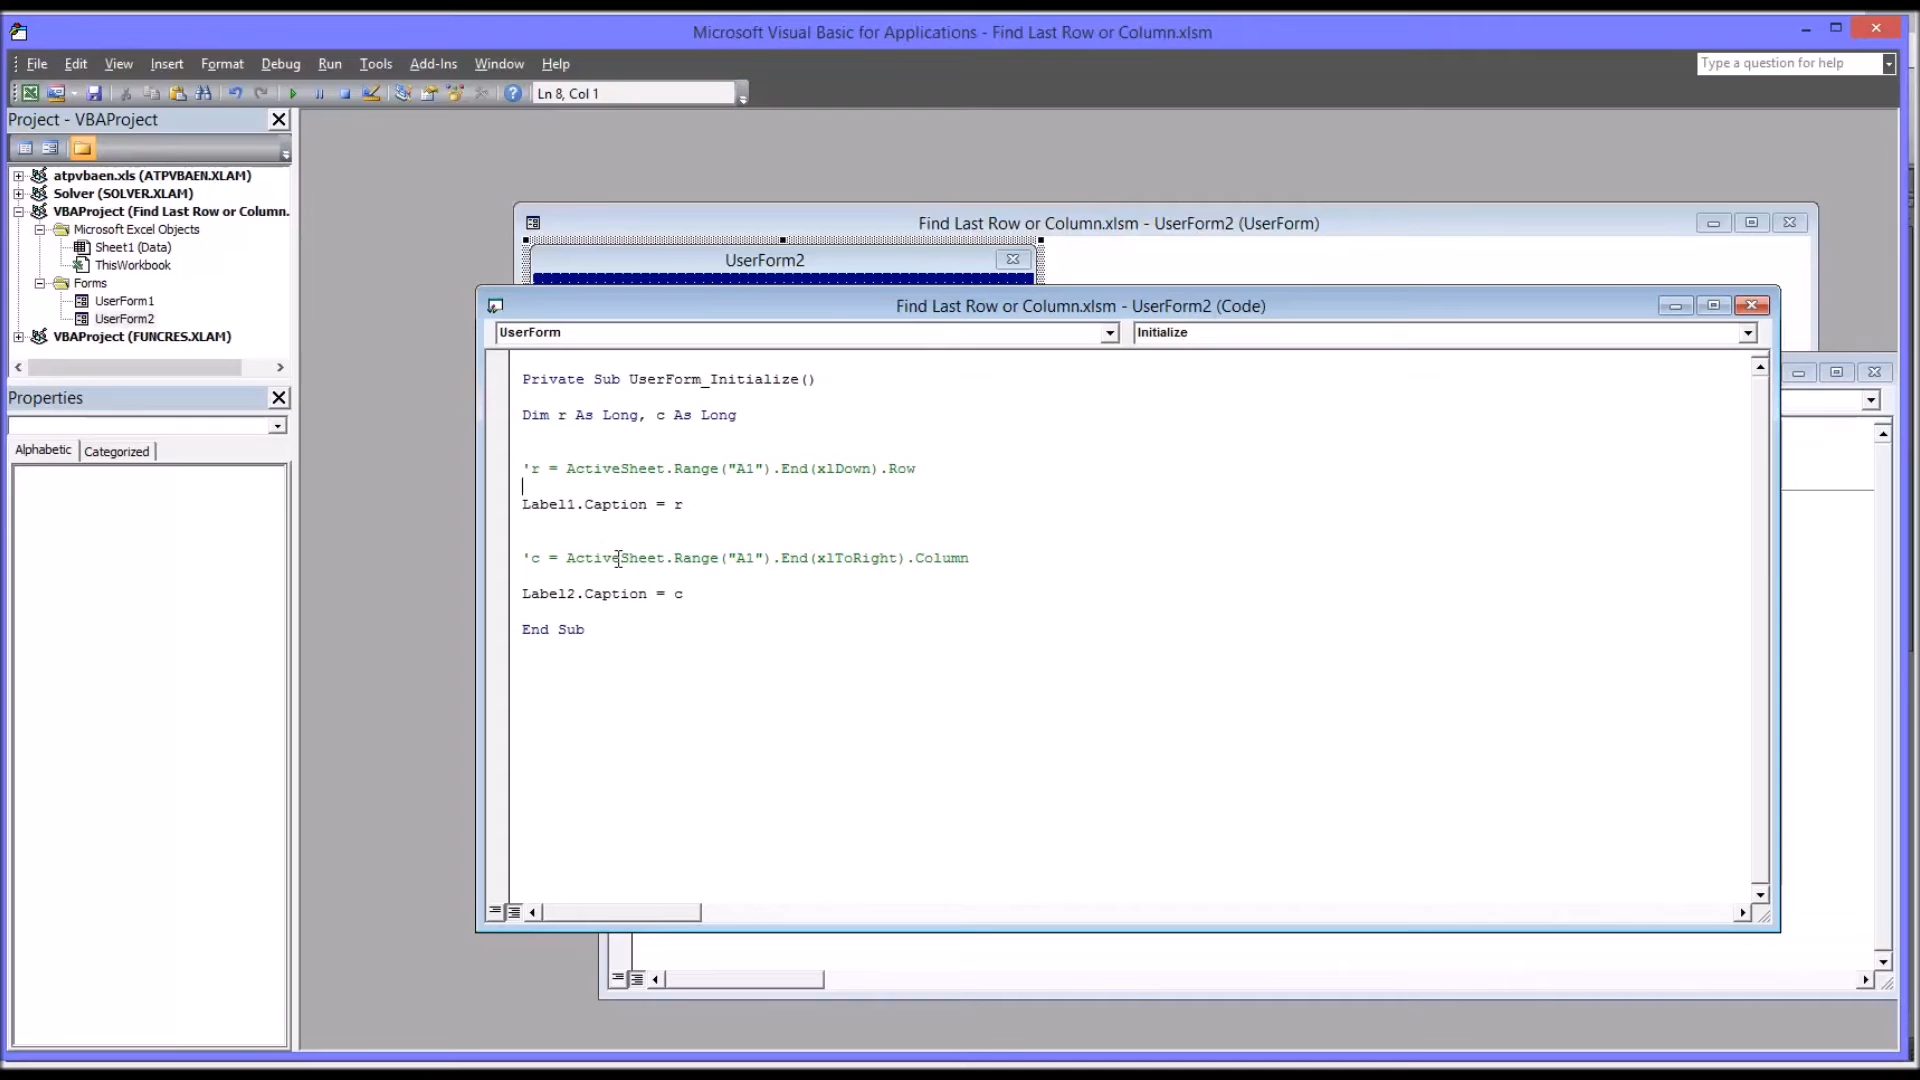 Microsoft Visual Basic for Applications - Find Last Row or Column.xlsm
File Edit View Insert Format Debug Run Tools Add-Ins Window Help
Type a question for help
Ln 8, Col 1
Project - VBAProject
atpvbaen.xls (ATPVBAEN.XLAM)
Solver (SOLVER.XLAM)
VBAProject (Find Last Row or Column.
Microsoft Excel Objects
Sheet1 (Data)
ThisWorkbook
Forms
UserForm1
UserForm2
VBAProject (FUNCRES.XLAM)
Properties
Alphabetic Categorized
Find Last Row or Column.xlsm - UserForm2 (UserForm)
UserForm2
Find Last Row or Column.xlsm - UserForm2 (Code)
UserForm Initialize
Private Sub UserForm_Initialize()
Dim r As Long, c As Long
'r = ActiveSheet.Range("A1").End(xlDown).Row
Label1.Caption = r
'c = ActiveSheet.Range("A1").End(xlToRight).Column
Label2.Caption = c
End Sub